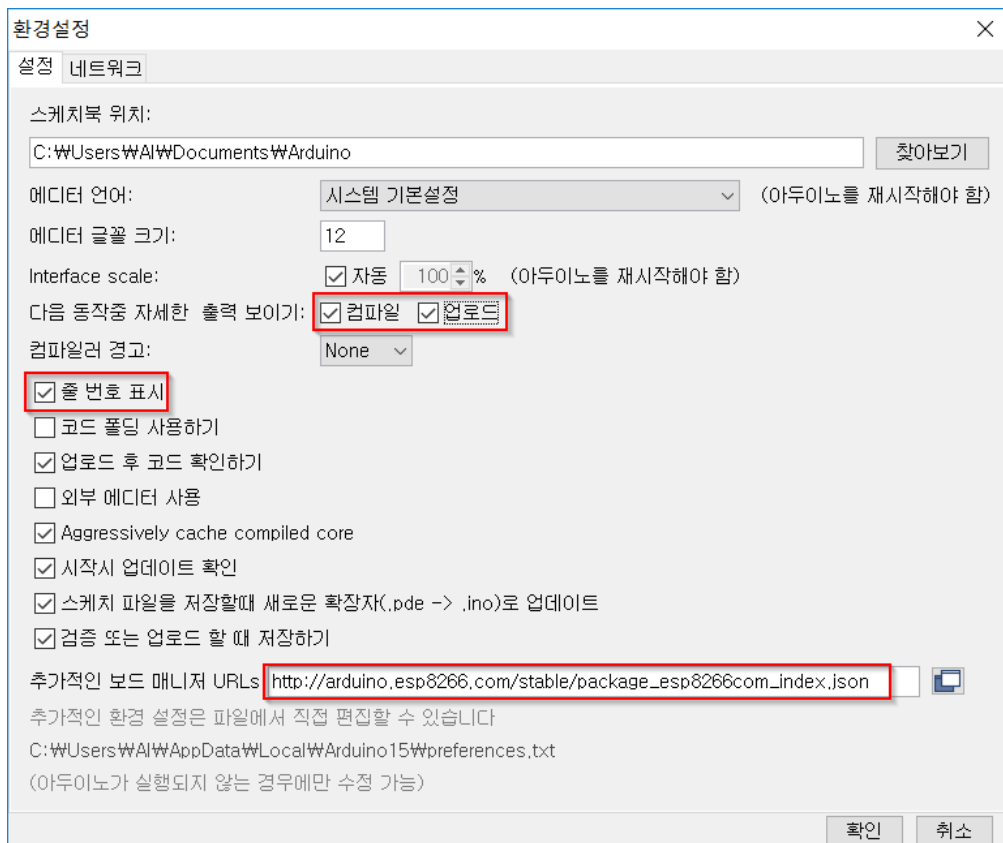 환경설정
설정 네트워크
스케치북 위치:
C:₩Users₩AI₩Documents₩Arduino 찾아보기
에디터 언어: 시스템 기본설정 (아두이노를 재시작해야 함)
에디터 글꼴 크기: 12
Interface scale: 자동 100 % (아두이노를 재시작해야 함)
다음 동작중 자세한 출력 보이기: 컴파일 업로드
컴파일러 경고: None
줄 번호 표시
코드 폴딩 사용하기
업로드 후 코드 확인하기
외부 에디터 사용
Aggressively cache compiled core
시작시 업데이트 확인
스케치 파일을 저장할때 새로운 확장자(.pde -> .ino)로 업데이트
검증 또는 업로드 할 때 저장하기
추가적인 보드 매니저 URLs http://arduino.esp8266.com/stable/package_esp8266com_index.json
추가적인 환경 설정은 파일에서 직접 편집할 수 있습니다
C:₩Users₩AI₩AppData₩Local₩Arduino15₩preferences.txt
(아두이노가 실행되지 않는 경우에만 수정 가능)
확인 취소